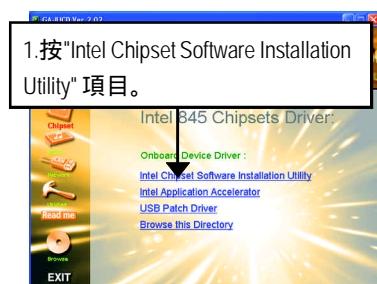 GA-IUCD Ver. 2.02
1.按"Intel Chipset Software Installation
Utility" 項目。
Intel 845 Chipsets Driver:
Chipset
Onboard Device Driver :
Intel Chipset Software Installation Utility
Intel Application Accelerator
USB Patch Driver
Browse this Directory
Read me
Browse
EXIT